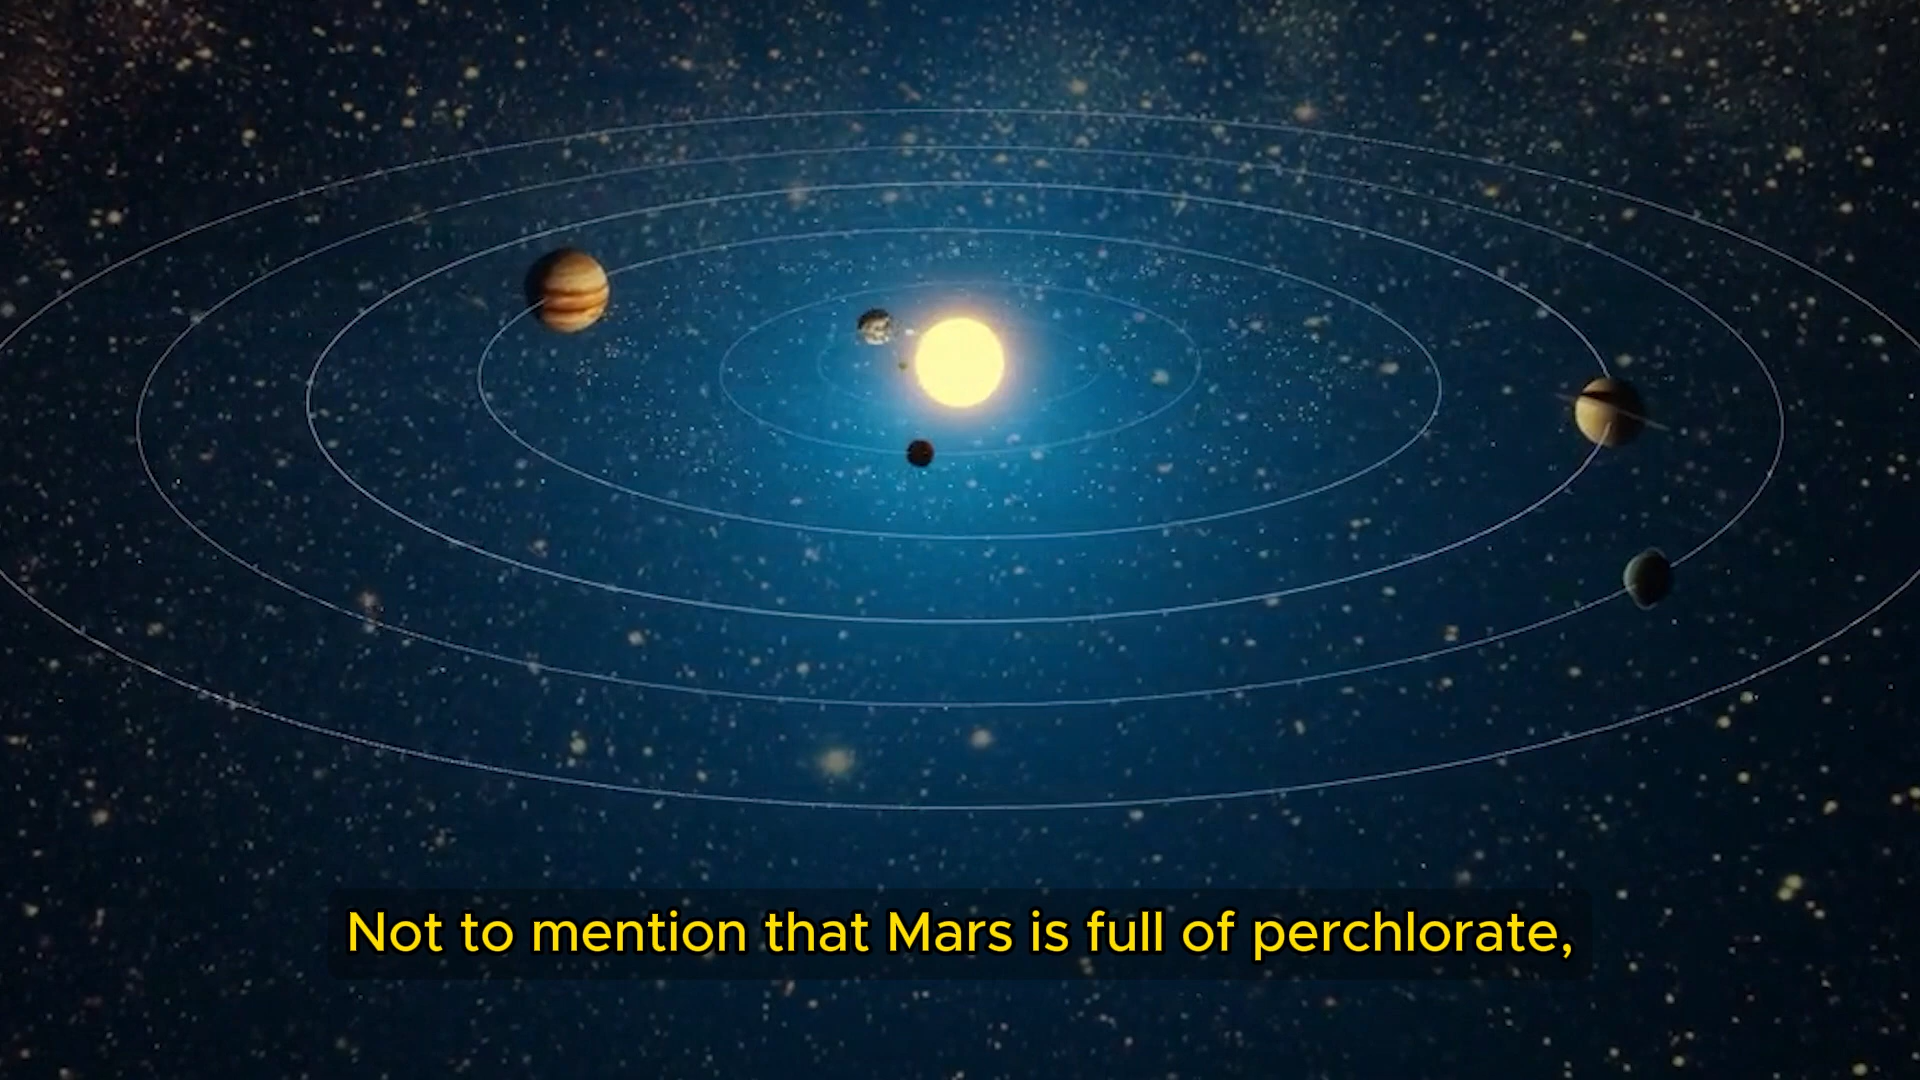 Not to mention that Mars is full of perchlorate,